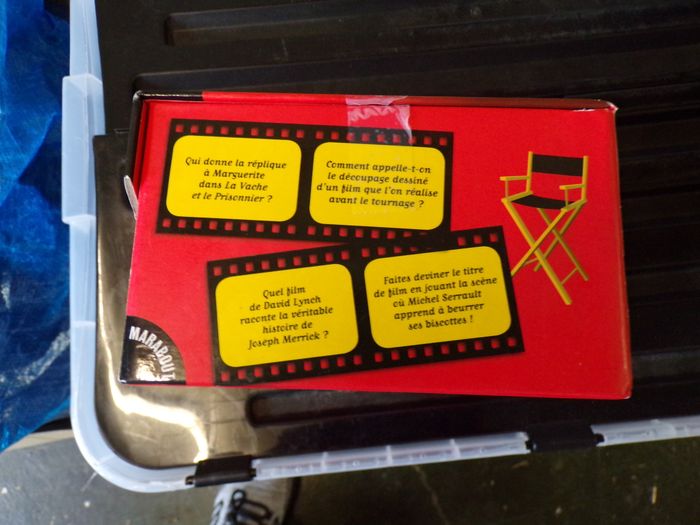 Qui donne la réplique
à Marguerite
dans La Vache
et le Prisonnier ?
Comment appelle-t-on
le découpage dessiné
d'un film que l'on réalise
avant le tournage ?
Quel film
de David Lynch
raconte la véritable
histoire de
Joseph Merrick ?
Faites deviner le titre
de film en jouant la scène
où Michel Serrault
apprend à beurrer
ses biscottes !
MARABOUT